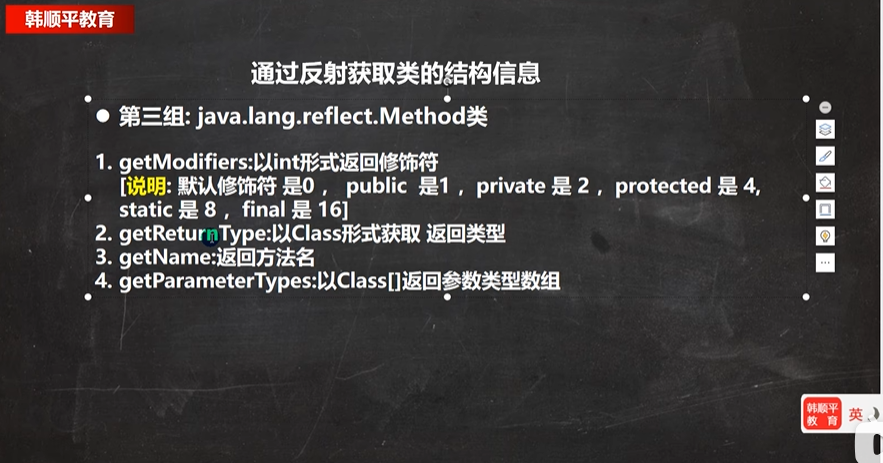 韩顺平教育
通过反射获取类的结构信息
● 第三组: java.lang.reflect.Method类
1. getModifiers:以int形式返回修饰符
[说明: 默认修饰符 是0 ， public 是1 ，private 是 2 ，protected 是 4,
static 是 8 ，final 是 16]
2. getReturnType:以Class形式获取 返回类型
3. getName:返回方法名
4. getParameterTypes:以Class[]返回参数类型数组
韩顺平
教 育
英